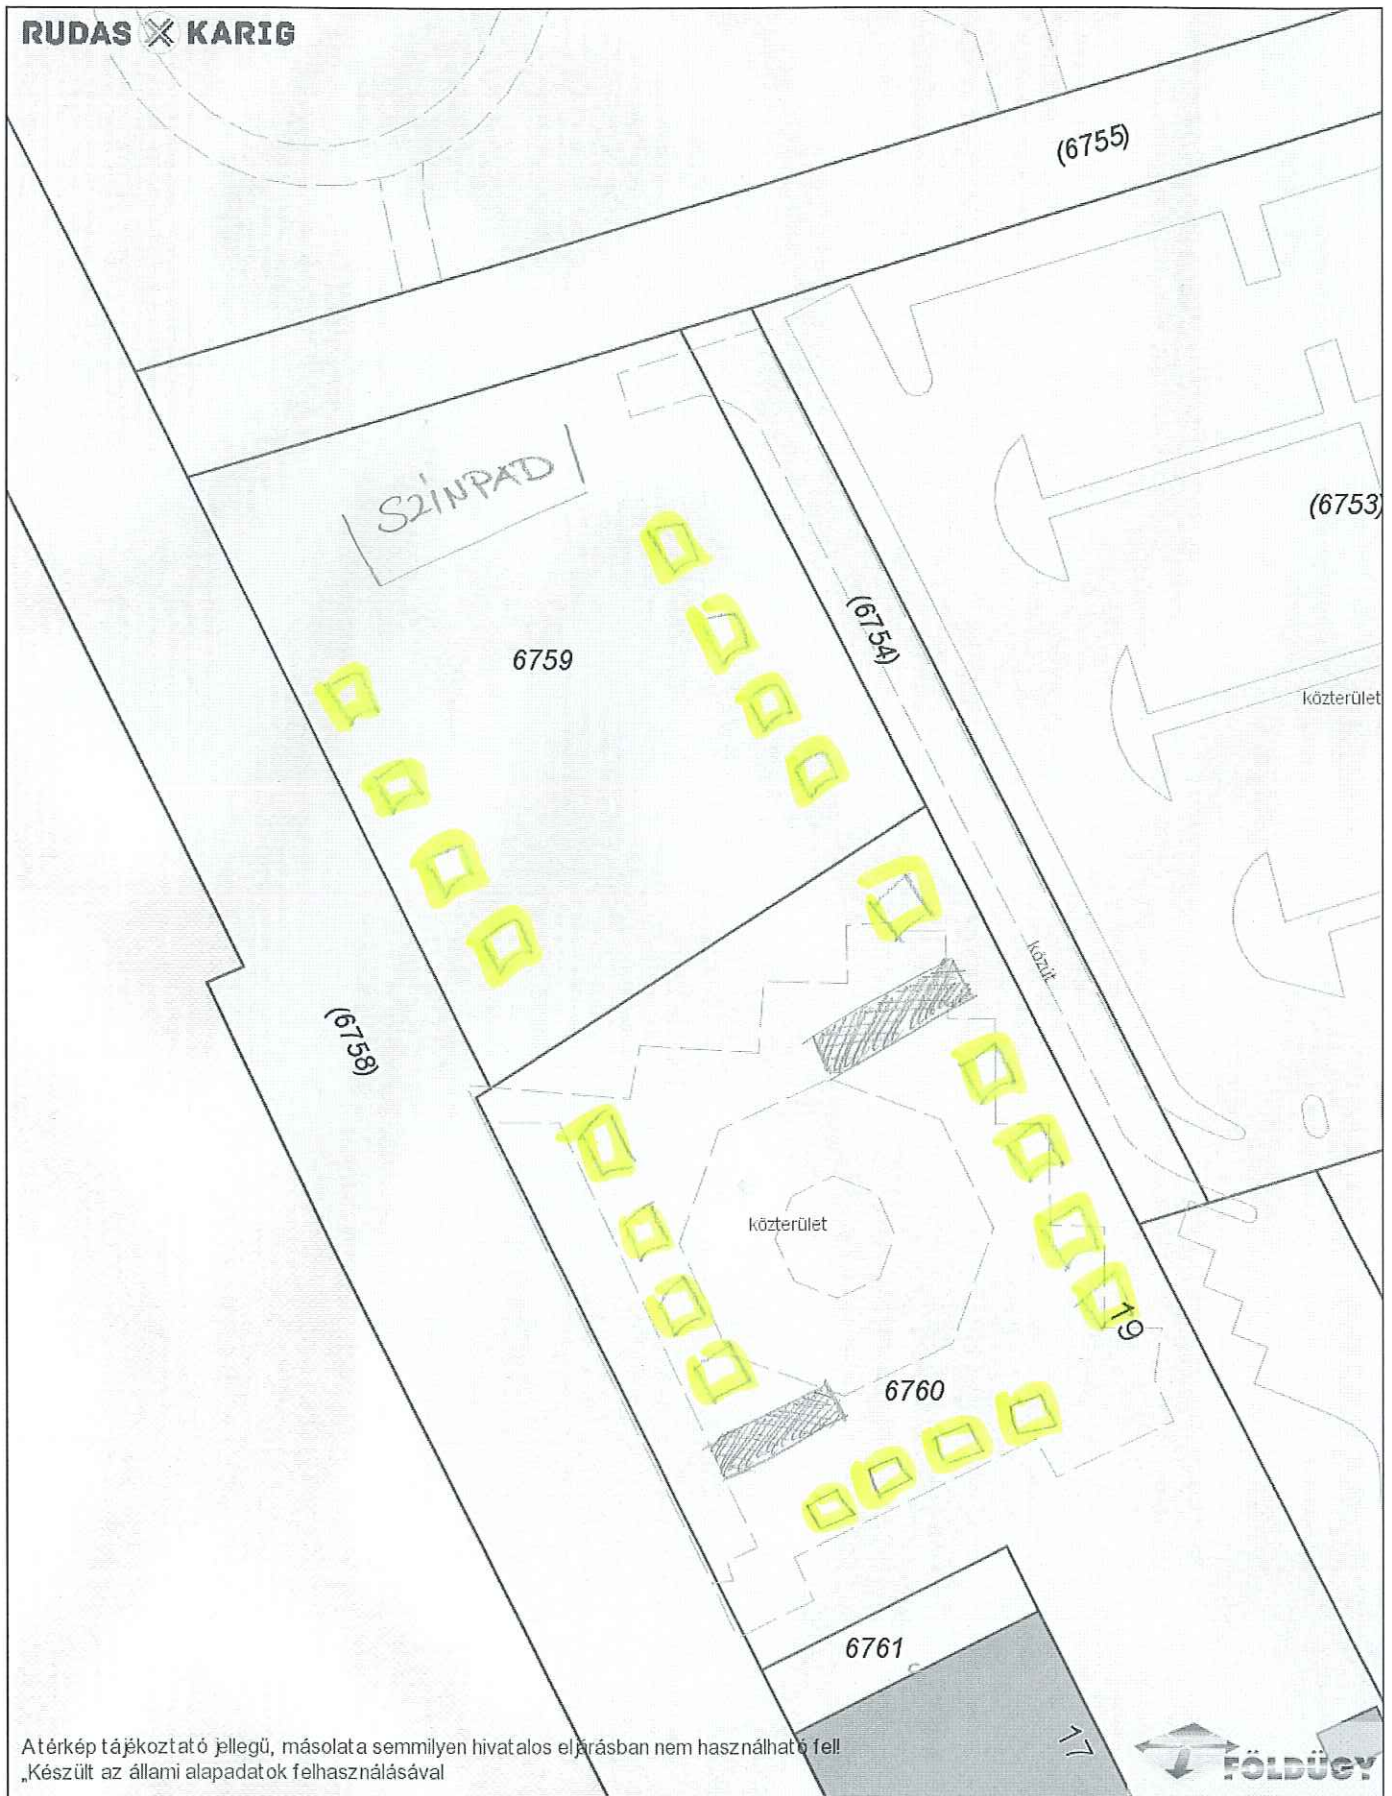 RUDAS KARIG
(6755)
SZÍNPAD
(6753)
6759
(6754)
közterület
közút
(6758)
közterület
19
6760
6761
17
A térkép tájékoztató jellegű, másolata semmilyen hivatalos eljárásban nem használható fel!
„Készült az állami alapadatok felhasználásával
FÖLDÜGY